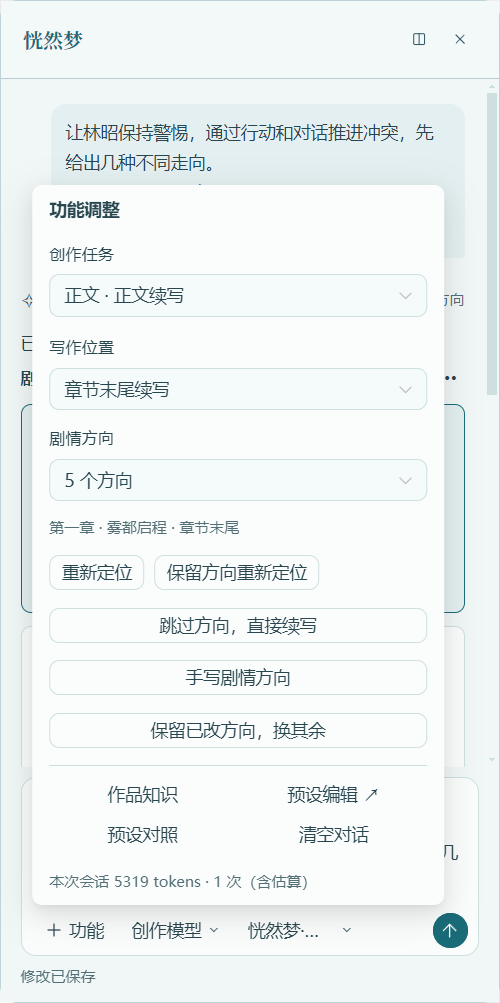 恍然梦
让林昭保持警惕，通过行动和对话推进冲突，先
给出几种不同走向。
功能调整
创作任务
正文 · 正文续写
方向
写作位置
已
章节末尾续写
剧
剧情方向
5 个方向
第一章 · 雾都启程 · 章节末尾
重新定位 保留方向重新定位
跳过方向，直接续写
手写剧情方向
保留已改方向，换其余
作品知识 预设编辑 ↗
预设对照 清空对话
几
本次会话 5319 tokens · 1 次（含估算）
+ 功能 创作模型 恍然梦·...
修改已保存